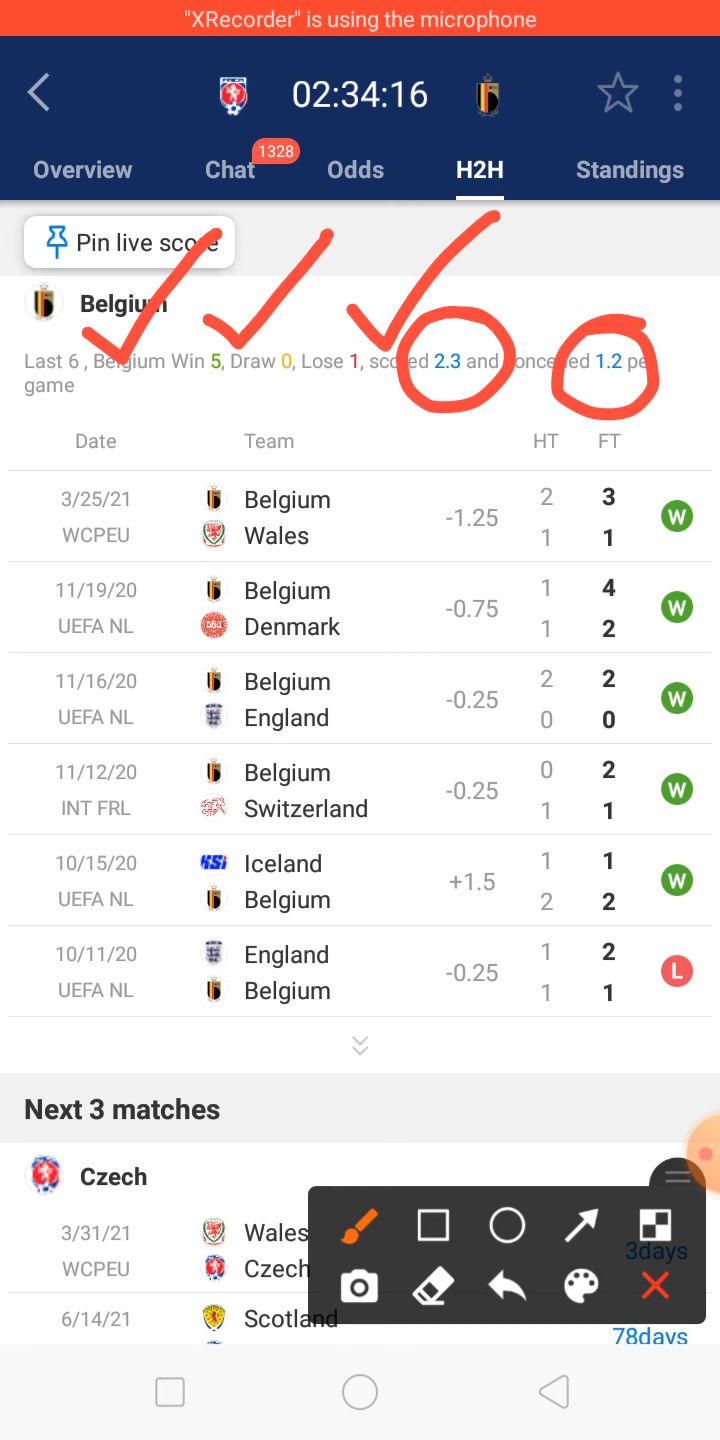 "XRecorder" is using the microphone
02:34:16
1328
Overview Chat Odds H2H Standings
Pin live score
Belgium
Last 6 , Belgium Win 5, Draw 0, Lose 1, scored 2.3 and conceded 1.2 per
game
Date Team HT FT
3/25/21 Belgium 2 3
WCPEU Wales -1.25 1 1 W
11/19/20 Belgium 1 4
UEFA NL Denmark -0.75 1 2 W
11/16/20 Belgium 2 2
UEFA NL England -0.25 0 0 W
11/12/20 Belgium 0 2
INT FRL Switzerland -0.25 1 1 W
10/15/20 KSÍ Iceland 1 1
UEFA NL Belgium +1.5 2 2 W
10/11/20 England 1 2
UEFA NL Belgium -0.25 1 1 L
Next 3 matches
Czech
3/31/21 Wales
WCPEU Czech 3days
6/14/21 Scotland
78days